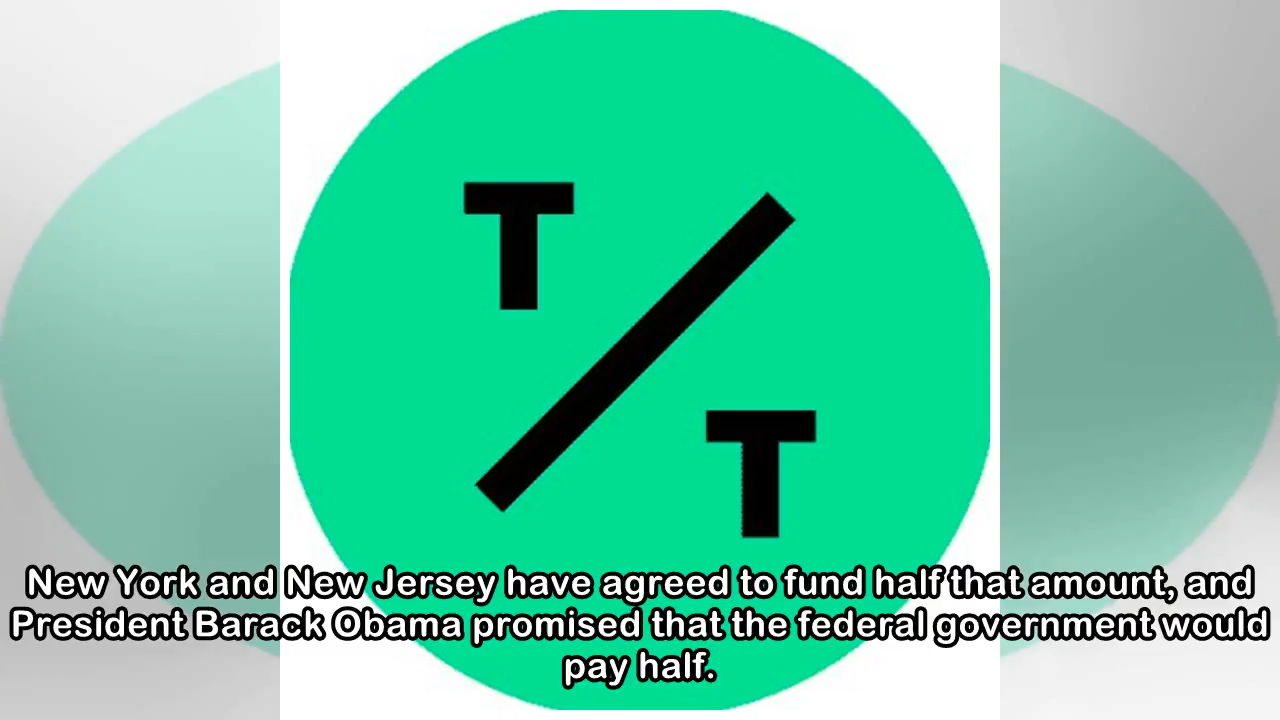 T/T
New York and New Jersey have agreed to fund half that amount, and
President Barack Obama promised that the federal government would
pay half.